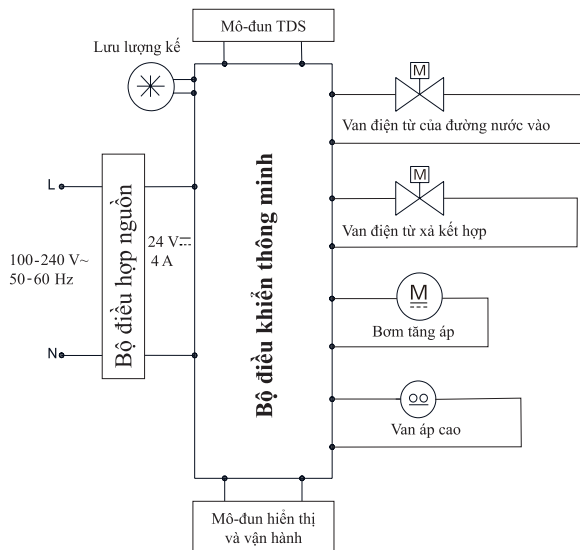 Mô-đun TDS
Lưu lượng kế
M
Van điện từ của đường nước vào
L
Bộ điều hợp nguồn
24 V⎓
4 A
100-240 V~
50-60 Hz
N
Bộ điều khiển thông minh
M
Van điện từ xả kết hợp
M
Bơm tăng áp
Van áp cao
Mô-đun hiển thị
và vận hành